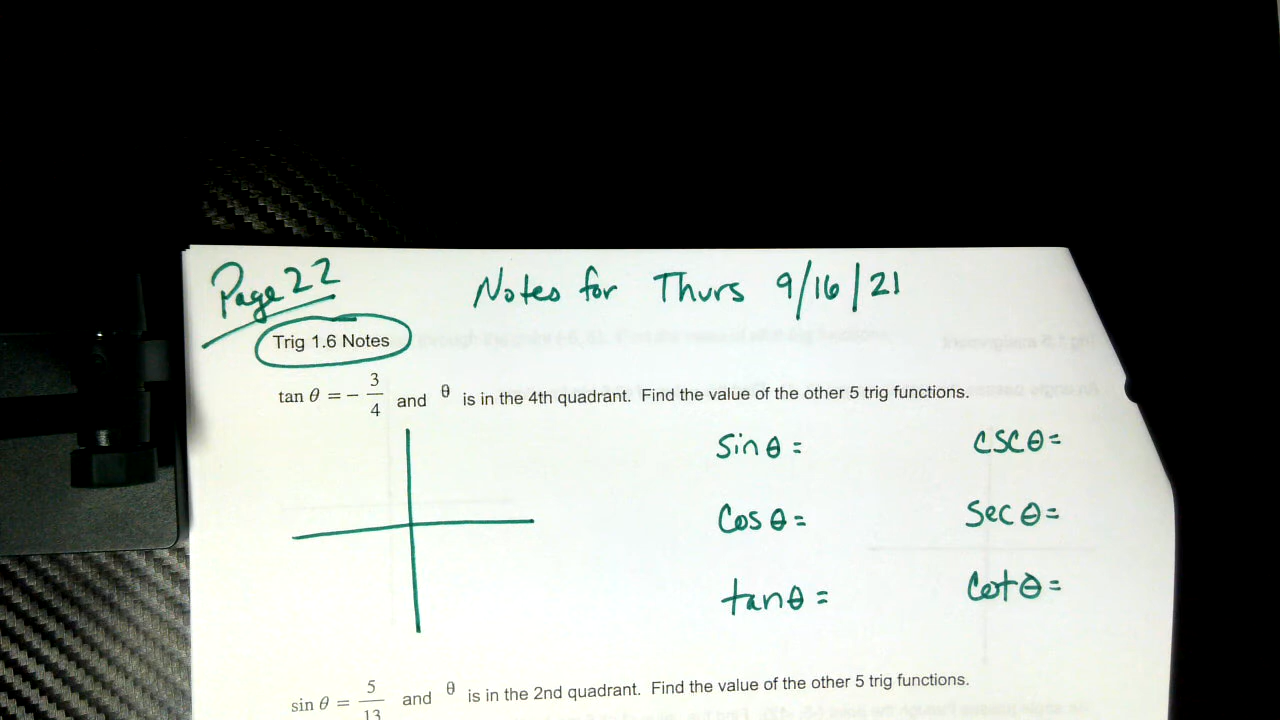 Page 22
Notes for Thurs 9/16/21
Trig 1.6 Notes
tan θ = − 3/4 and θ is in the 4th quadrant. Find the value of the other 5 trig functions.
sin θ = csc θ =
cos θ = sec θ =
tan θ = cot θ =
sin θ = 5/13 and θ is in the 2nd quadrant. Find the value of the other 5 trig functions.